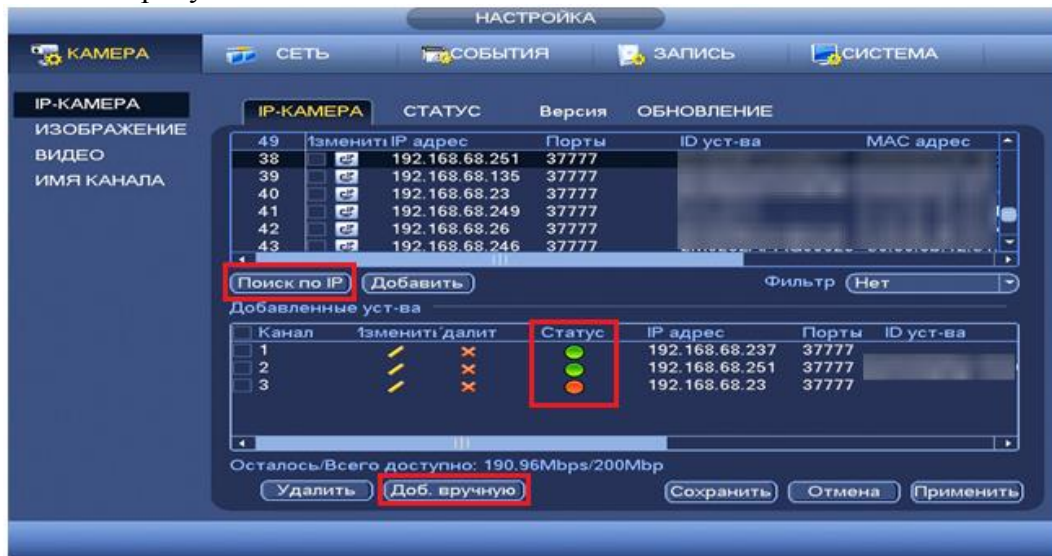 НАСТРОЙКА
КАМЕРА СЕТЬ СОБЫТИЯ ЗАПИСЬ СИСТЕМА
IP-КАМЕРА
ИЗОБРАЖЕНИЕ
ВИДЕО
ИМЯ КАНАЛА
IP-КАМЕРА СТАТУС Версия ОБНОВЛЕНИЕ
49 Изменить IP адрес Порты ID уст-ва MAC адрес
38 192.168.68.251 37777
39 192.168.68.135 37777
40 192.168.68.23 37777
41 192.168.68.249 37777
42 192.168.68.26 37777
43 192.168.68.246 37777
Поиск по IP Добавить Фильтр Нет
Добавленные уст-ва
Канал Изменить далит Статус IP адрес Порты ID уст-ва
1 192.168.68.237 37777
2 192.168.68.251 37777
3 192.168.68.23 37777
Осталось/Всего доступно: 190.96Mbps/200Mbp
Удалить Доб. вручную Сохранить Отмена Применить